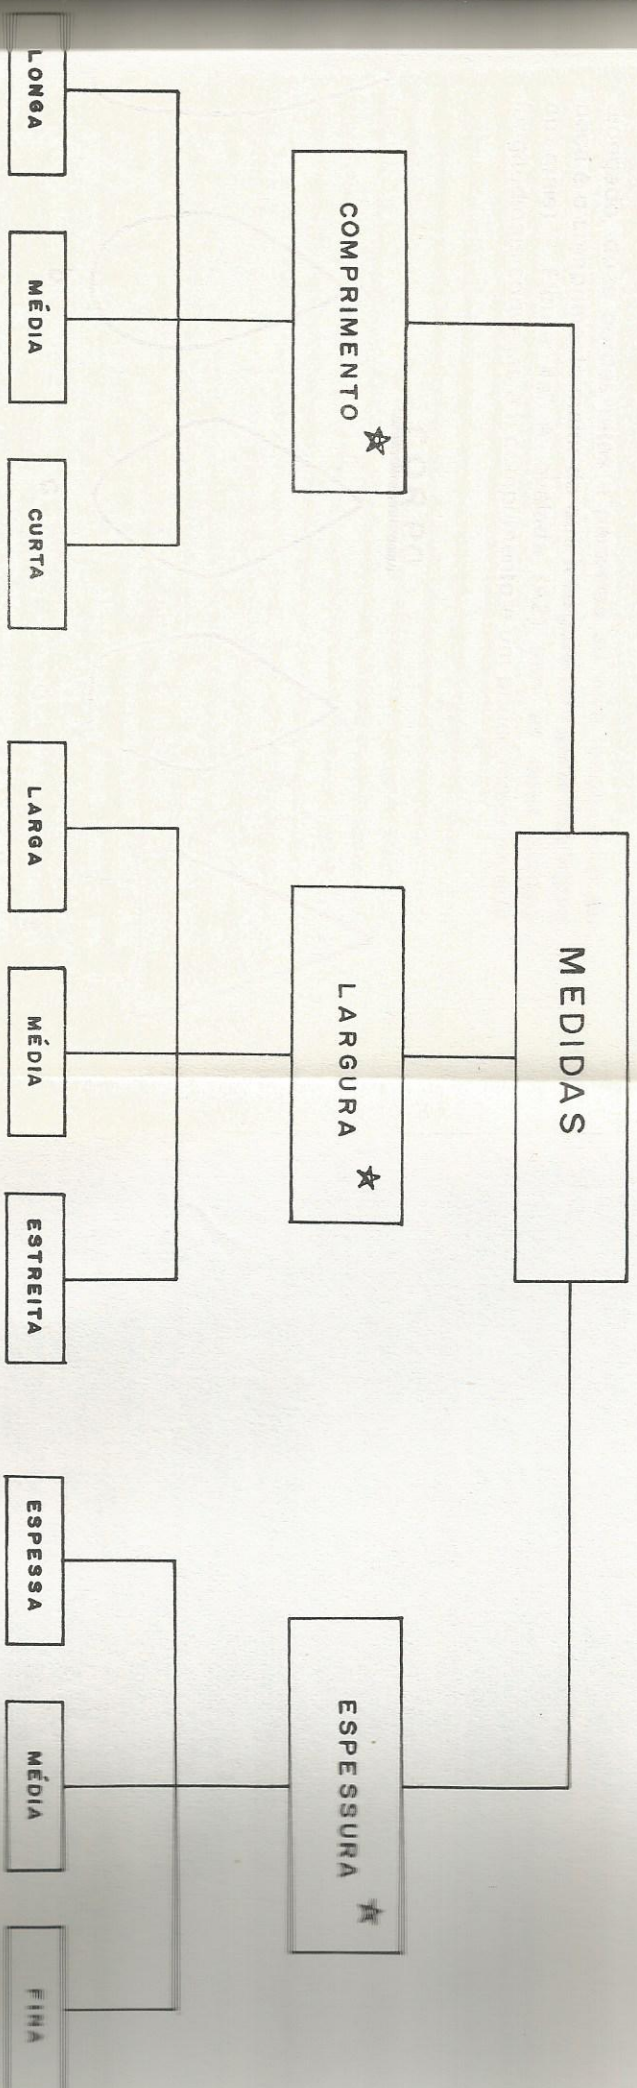 MEDIDAS
COMPRIMENTO
LARGURA
ESPESSURA
LONGA
MÉDIA
CURTA
LARGA
MÉDIA
ESTREITA
ESPESSA
MÉDIA
FINA